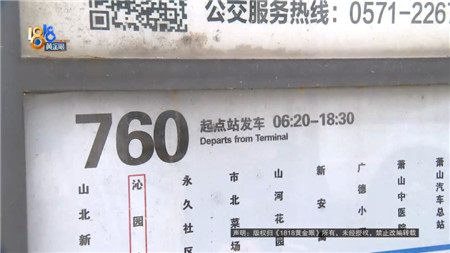 公交服务热线：0571-2267
1818
黄金眼
760
起点站发车 06:20-18:30
Departs from Terminal
山北新
沁园
永久社区
市北菜场
山河花园
新安寓
广德小
萧山中医院
萧山汽车总站
声明：版权归《1818黄金眼》所有，未经授权，禁止改编转载